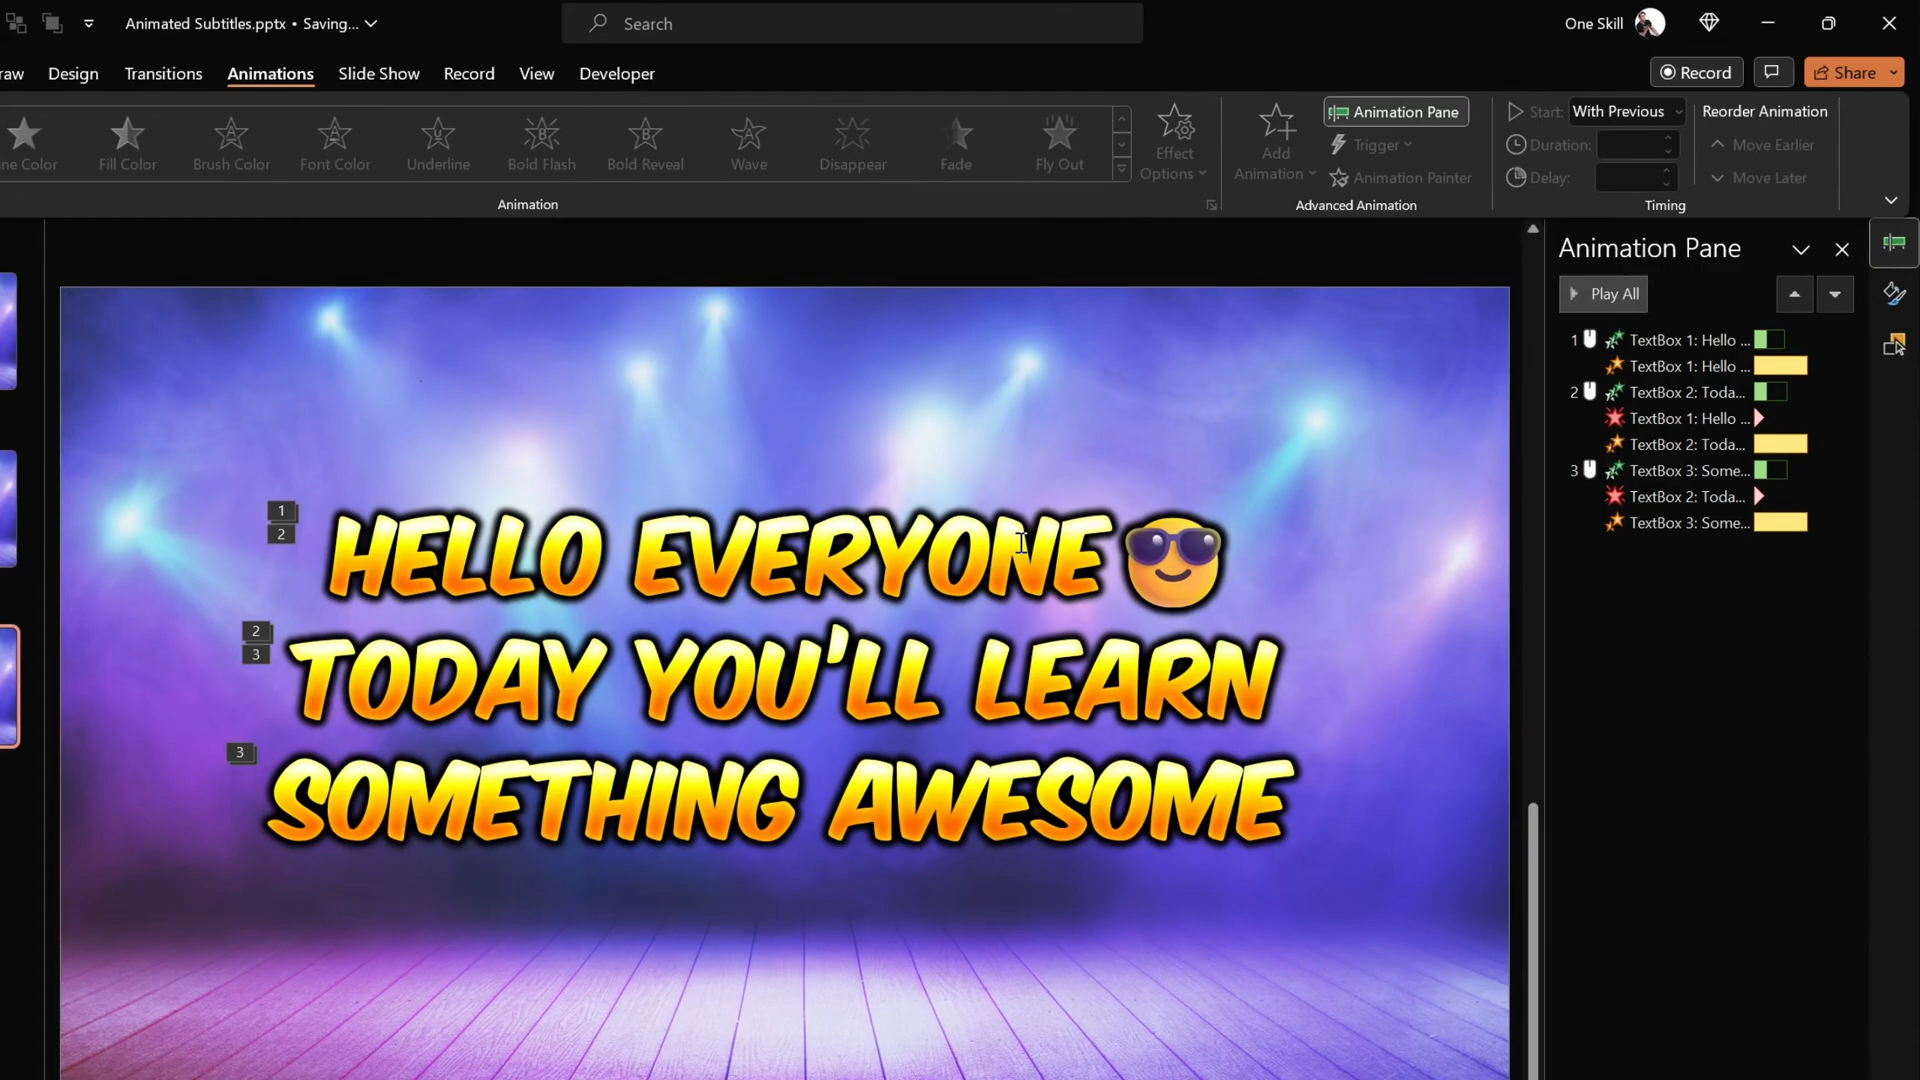 Animated Subtitles.pptx • Saving...
Search
One Skill
raw
Design
Transitions
Animations
Slide Show
Record
View
Developer
Record
Share
ine Color
Fill Color
Brush Color
Font Color
Underline
Bold Flash
Bold Reveal
Wave
Disappear
Fade
Fly Out
Effect
Options
Animation
Add
Animation
Animation Pane
Trigger
Animation Painter
Advanced Animation
Start: With Previous
Duration:
Delay:
Reorder Animation
Move Earlier
Move Later
Timing
1
2
HELLO EVERYONE
2
3
TODAY YOU'LL LEARN
3
SOMETHING AWESOME
Animation Pane
Play All
1 TextBox 1: Hello ...
TextBox 1: Hello ...
2 TextBox 2: Toda...
TextBox 1: Hello ...
TextBox 2: Toda...
3 TextBox 3: Some...
TextBox 2: Toda...
TextBox 3: Some...